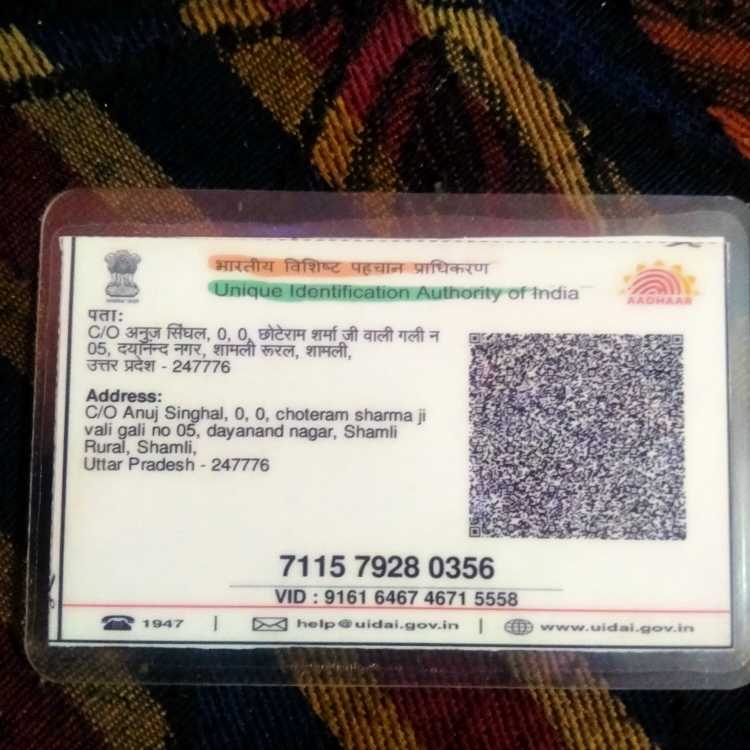 भारतीय विशिष्ट पहचान प्राधिकरण
Unique Identification Authority of India
AADHAAR
पता:
C/O अनुज सिंघल, 0, 0, छोटेराम शर्मा जी वाली गली न
05, दयानन्द नगर, शामली रूरल, शामली,
उत्तर प्रदेश - 247776
Address:
C/O Anuj Singhal, 0, 0, choteram sharma ji
vali gali no 05, dayanand nagar, Shamli
Rural, Shamli,
Uttar Pradesh - 247776
7115 7928 0356
VID : 9161 6467 4671 5558
1947 | help@uidai.gov.in | www.uidai.gov.in